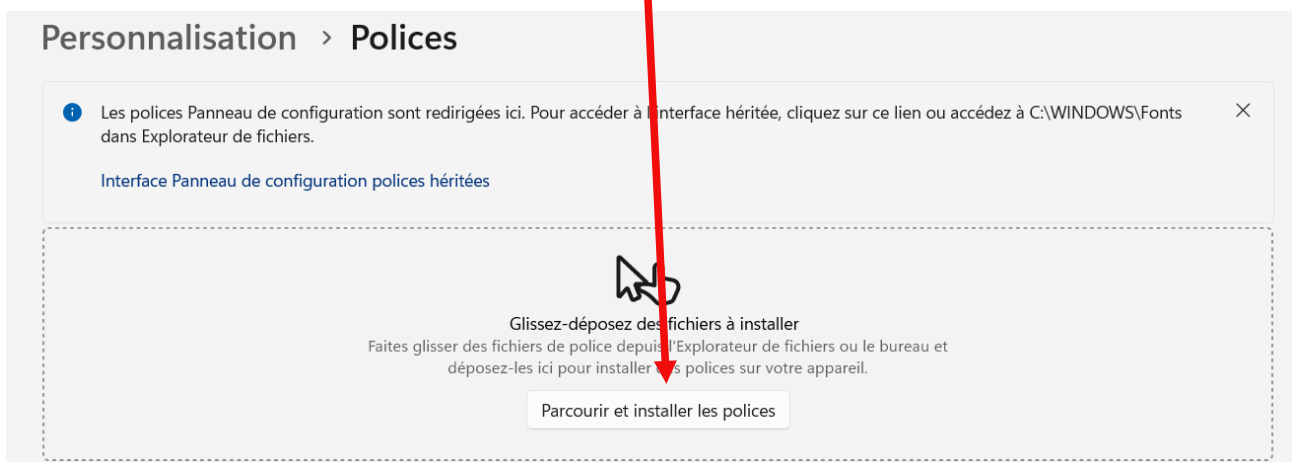 Personnalisation > Polices
Les polices Panneau de configuration sont redirigées ici. Pour accéder à l'interface héritée, cliquez sur ce lien ou accédez à C:\WINDOWS\Fonts
dans Explorateur de fichiers.
Interface Panneau de configuration polices héritées
Glissez-déposez des fichiers à installer
Faites glisser des fichiers de police depuis l'Explorateur de fichiers ou le bureau et
déposez-les ici pour installer des polices sur votre appareil.
Parcourir et installer les polices